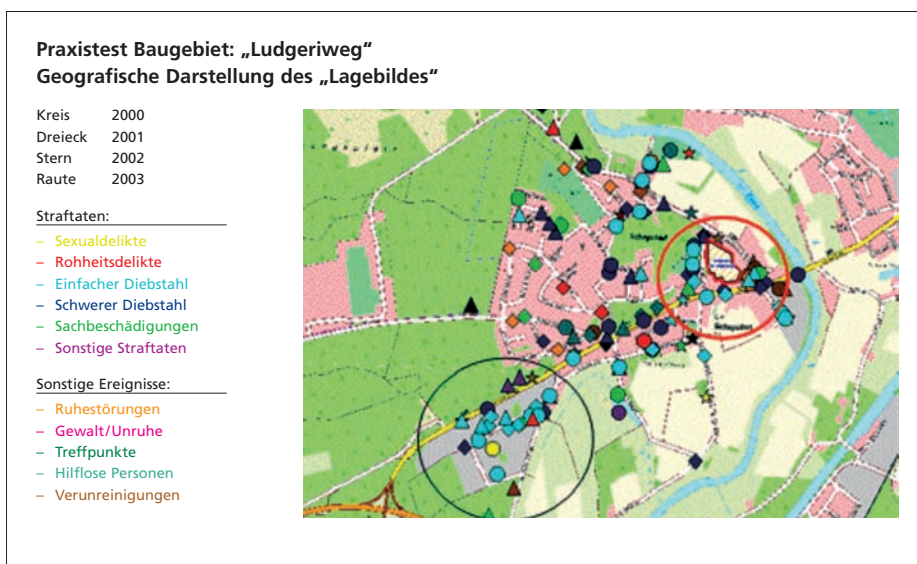 Praxistest Baugebiet: „Ludgeriweg“
Geografische Darstellung des „Lagebildes“
Kreis 2000
Dreieck 2001
Stern 2002
Raute 2003
Straftaten:
– Sexualdelikte
– Rohheitsdelikte
– Einfacher Diebstahl
– Schwerer Diebstahl
– Sachbeschädigungen
– Sonstige Straftaten
Sonstige Ereignisse:
– Ruhestörungen
– Gewalt/Unruhe
– Treffpunkte
– Hilflose Personen
– Verunreinigungen